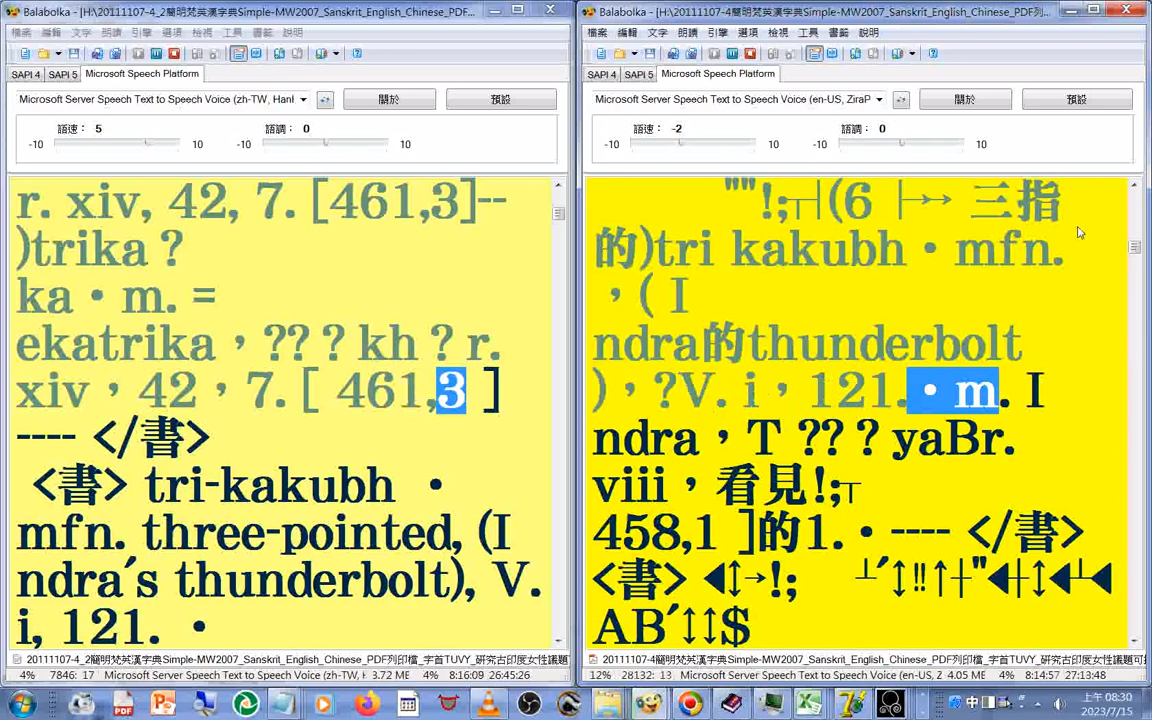 Balabolka - [H:\20111107-4_2簡明梵英漢字典Simple-MW2007_Sanskrit_English_Chinese_PDF...
檔案 編輯 文字 朗讀 引擎 選項 檢視 工具 書籤 說明
SAPI 4 SAPI 5 Microsoft Speech Platform
Microsoft Server Speech Text to Speech Voice (zh-TW, Hanl 關於 預設
語速： 5 語調： 0
-10 10 -10 10
r. xiv, 42, 7. [461,3]--
)trika ?
ka・m. =
ekatrika，?? ? kh ? r.
xiv，42，7. [ 461,3 ]
---- </書>
<書> tri-kakubh ・
mfn. three-pointed, (I
ndra′s thunderbolt), V.
i, 121. ・
20111107-4_2簡明梵英漢字典Simple-MW2007_Sanskrit_English_Chinese_PDF列印檔_字首TUVY_研究古印度女性議題
4% 7846: 17 Microsoft Server Speech Text to Speech Voice (zh-TW, H 3.72 MB 4% 8:16:09 26:45:26
Balabolka - [H:\20111107-4簡明梵英漢字典Simple-MW2007_Sanskrit_English_Chinese_PDF列...
檔案 編輯 文字 朗讀 引擎 選項 檢視 工具 書籤 說明
SAPI 4 SAPI 5 Microsoft Speech Platform
Microsoft Server Speech Text to Speech Voice (en-US, ZiraP 關於 預設
語速： -2 語調： 0
-10 10 -10 10
""!;┬┤(6 ├→→ 三指
的)tri kakubh・mfn.
，( I
ndra的thunderbolt
)，?V. i，121.・m. I
ndra，T ?? ? yaBr.
viii，看見!;┬
458,1 ]的1.・---- </書>
<書> ◀↕→!; ┴′↕‼↑┼"◀┼↕◀┴◀
AB′↕↕$
20111107-4簡明梵英漢字典Simple-MW2007_Sanskrit_English_Chinese_PDF列印檔_字首TUVY_研究古印度女性議題可
12% 28132: 13 Microsoft Server Speech Text to Speech Voice (en-US, Z 4.05 MB 4% 8:14:57 27:13:48
中
上午 08:30
2023/7/15